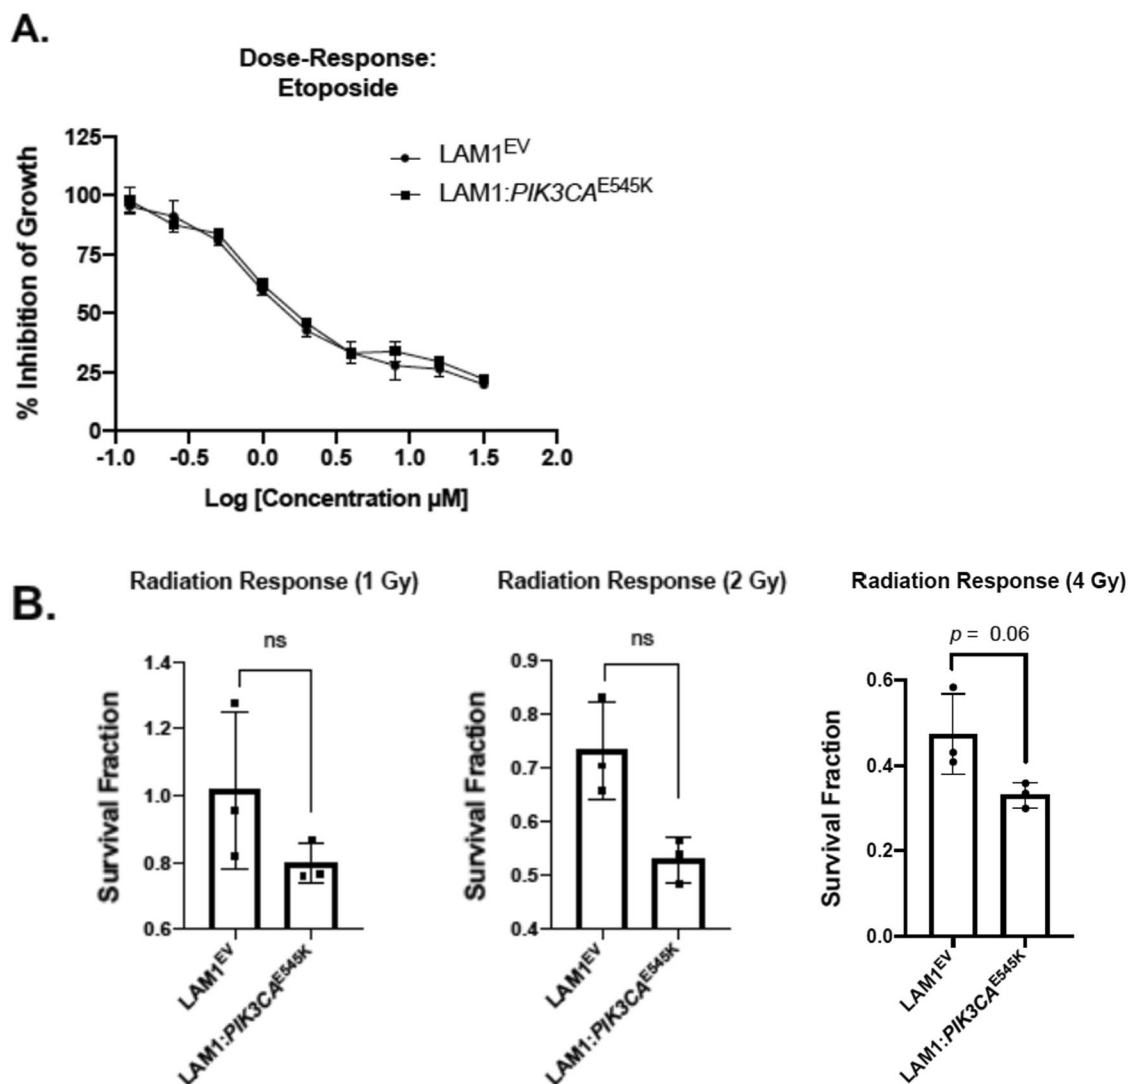 A.
Dose-Response:
Etoposide
% Inhibition of Growth
125
100
75
50
25
0
-1.0 -0.5 0.0 0.5 1.0 1.5 2.0
Log [Concentration µM]
LAM1EV
LAM1:PIK3CAE545K
B.
Radiation Response (1 Gy)
ns
Survival Fraction
1.4
1.2
1.0
0.8
0.6
LAM1EV
LAM1:PIK3CAE545K
Radiation Response (2 Gy)
ns
Survival Fraction
0.9
0.8
0.7
0.6
0.5
0.4
LAM1EV
LAM1:PIK3CAE545K
Radiation Response (4 Gy)
p = 0.06
Survival Fraction
0.6
0.4
0.2
0.0
LAM1EV
LAM1:PIK3CAE545K